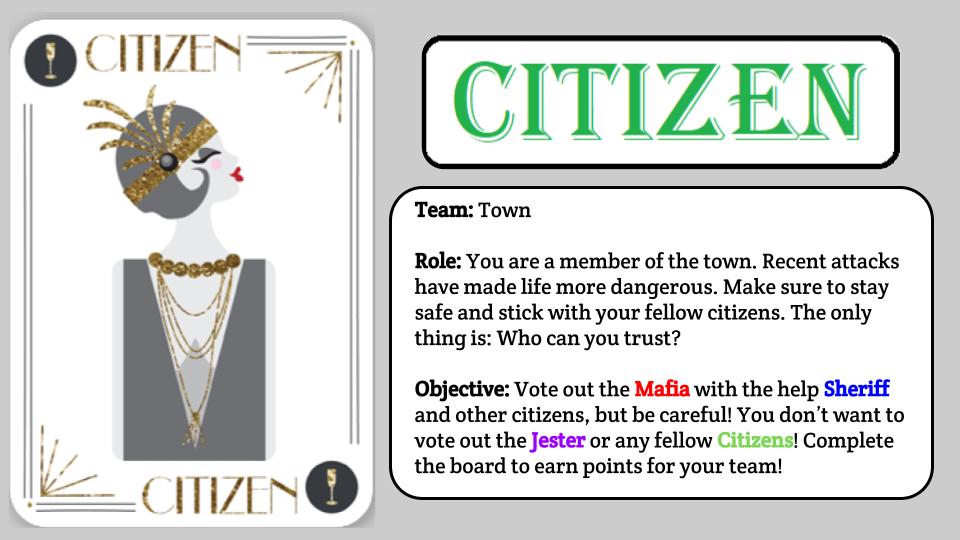 CITIZEN
CITIZEN
CITIZEN
Team: Town
Role: You are a member of the town. Recent attacks
have made life more dangerous. Make sure to stay
safe and stick with your fellow citizens. The only
thing is: Who can you trust?
Objective: Vote out the Mafia with the help Sheriff
and other citizens, but be careful! You don’t want to
vote out the Jester or any fellow Citizens! Complete
the board to earn points for your team!